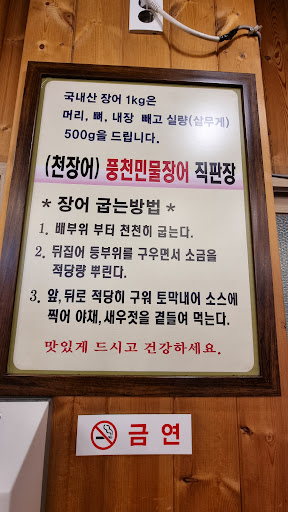 국내산 장어 1kg은
머리, 뼈, 내장 빼고 실량(실무게)
500g을 드립니다.
(천장어) 풍천민물장어 직판장
* 장어 굽는방법 *
1. 배부위 부터 천천히 굽는다.
2. 뒤집어 등부위를 구우면서 소금을
적당량 뿌린다.
3. 앞,뒤로 적당히 구워 토막내어 소스에
찍어 야채,새우젓을 곁들여 먹는다.
맛있게 드시고 건강하세요.
금연